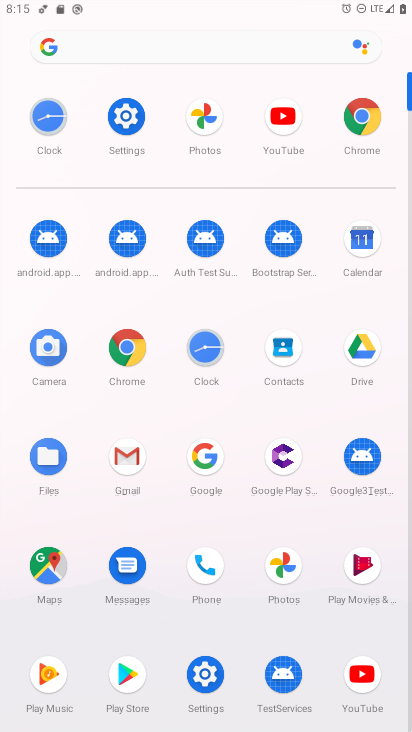 8:15 LTE
Clock Settings Photos YouTube Chrome
android.app.... android.app.... Auth Test Su... Bootstrap Ser... Calendar
11
Camera Chrome Clock Contacts Drive
Files Gmail Google Google Play S... Google3Test...
Maps Messages Phone Photos Play Movies & ...
Play Music Play Store Settings TestServices YouTube